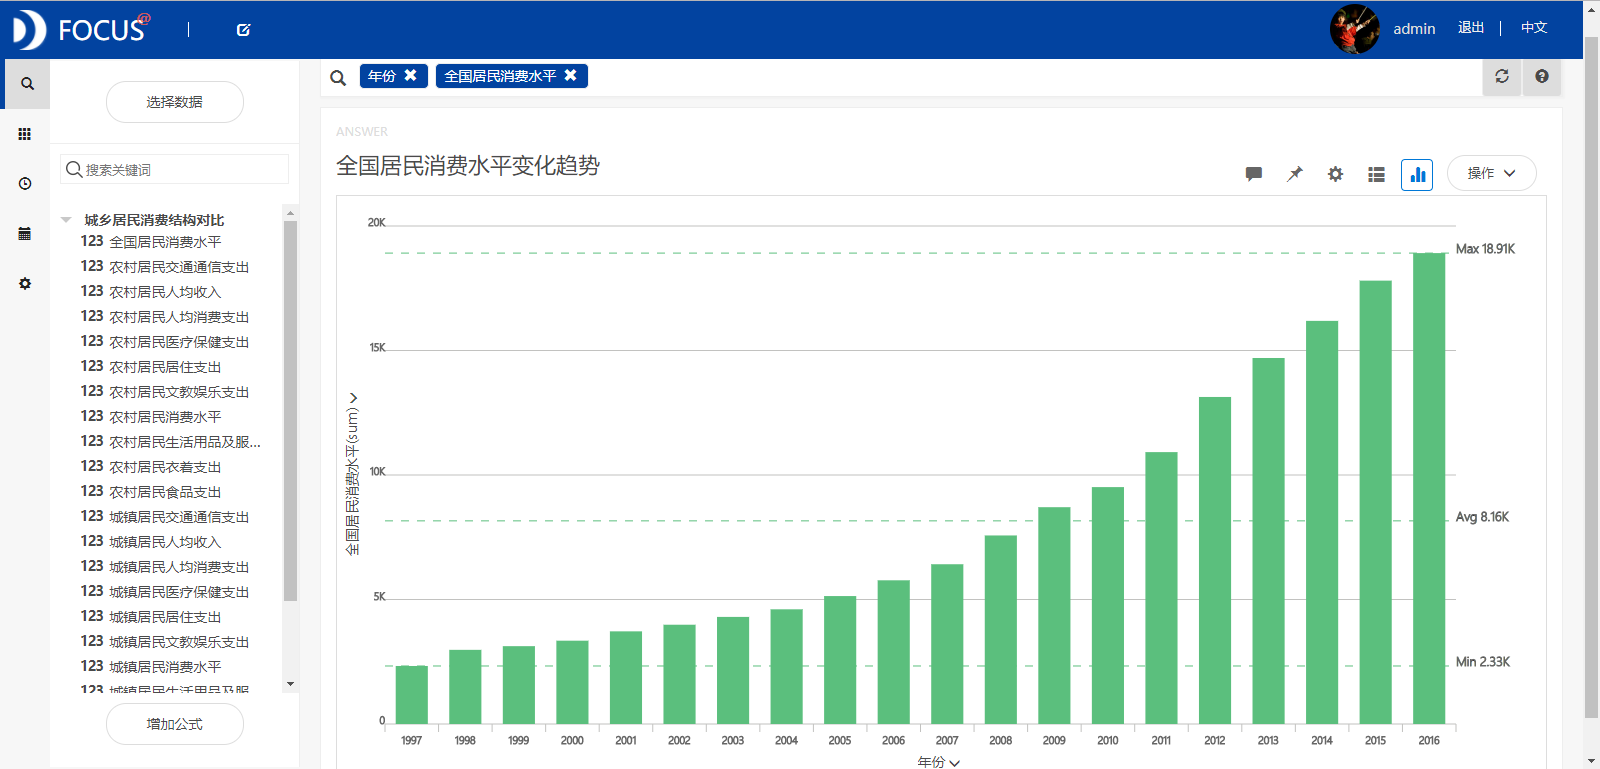 FOCUS@
admin
退出
中文
年份
全国居民消费水平
选择数据
搜索关键词
城乡居民消费结构对比
123 全国居民消费水平
123 农村居民交通通信支出
123 农村居民人均收入
123 农村居民人均消费支出
123 农村居民医疗保健支出
123 农村居民居住支出
123 农村居民文教娱乐支出
123 农村居民消费水平
123 农村居民生活用品及服...
123 农村居民衣着支出
123 农村居民食品支出
123 城镇居民交通通信支出
123 城镇居民人均收入
123 城镇居民人均消费支出
123 城镇居民医疗保健支出
123 城镇居民居住支出
123 城镇居民文教娱乐支出
123 城镇居民消费水平
123 城镇居民生活用品及服
增加公式
ANSWER
全国居民消费水平变化趋势
操作
20K
15K
10K
5K
0
全国居民消费水平(sum)
Max 18.91K
Avg 8.16K
Min 2.33K
1997 1998 1999 2000 2001 2002 2003 2004 2005 2006 2007 2008 2009 2010 2011 2012 2013 2014 2015 2016
年份